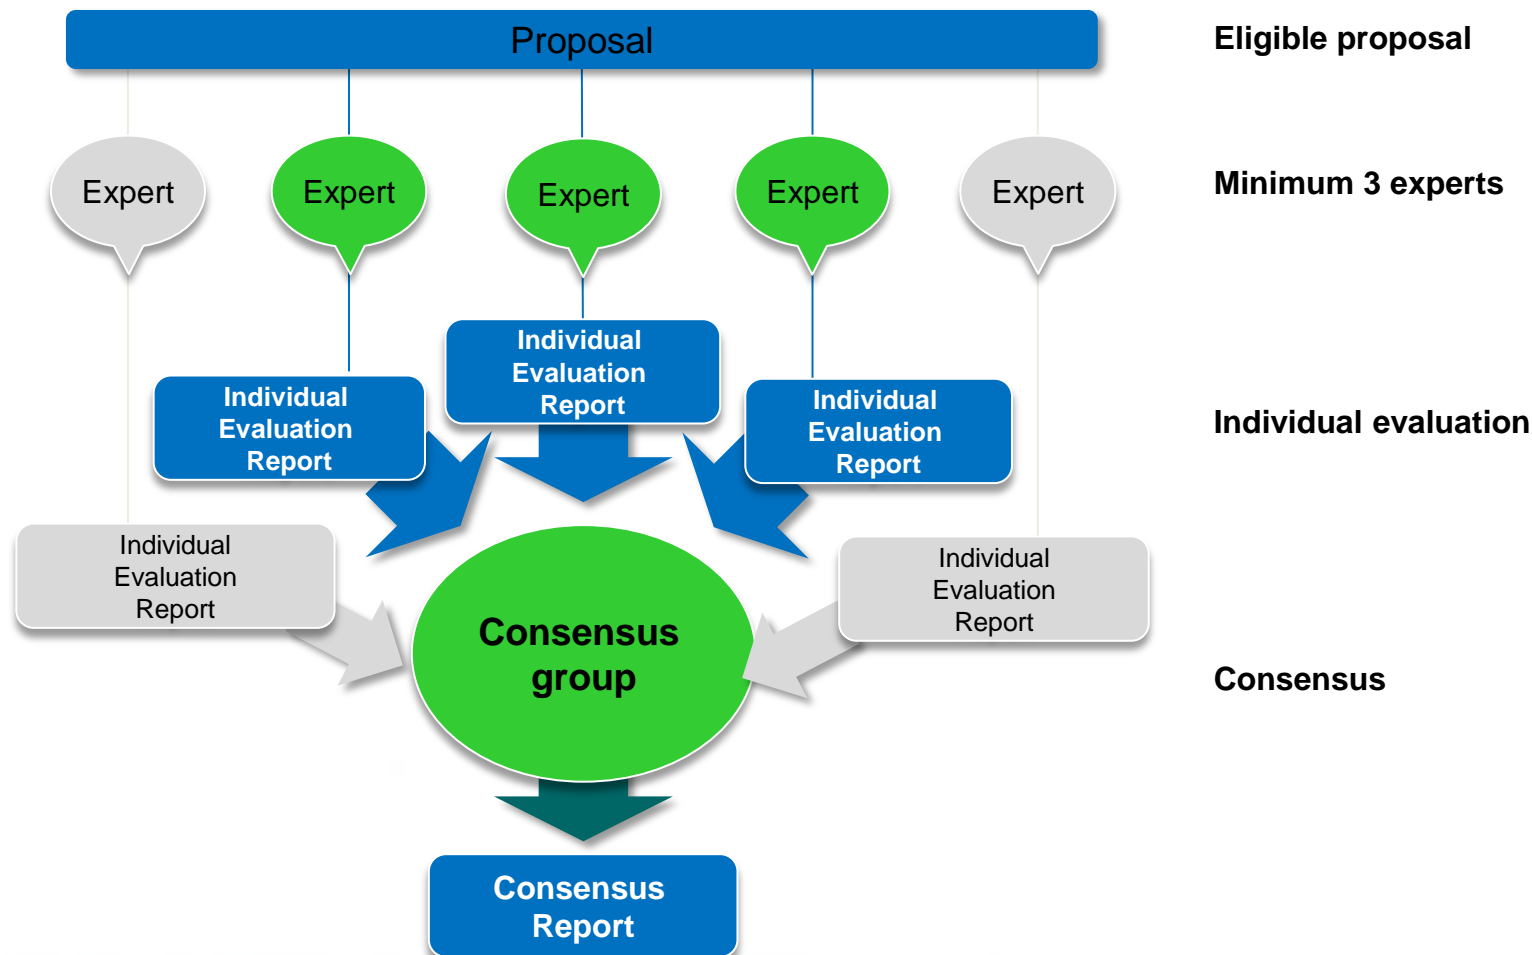 Proposal
Eligible proposal
Expert
Expert
Expert
Expert
Expert
Minimum 3 experts
Individual
Evaluation
Report
Individual
Evaluation
Report
Individual
Evaluation
Report
Individual evaluation
Individual
Evaluation
Report
Individual
Evaluation
Report
Consensus
group
Consensus
Consensus
Report